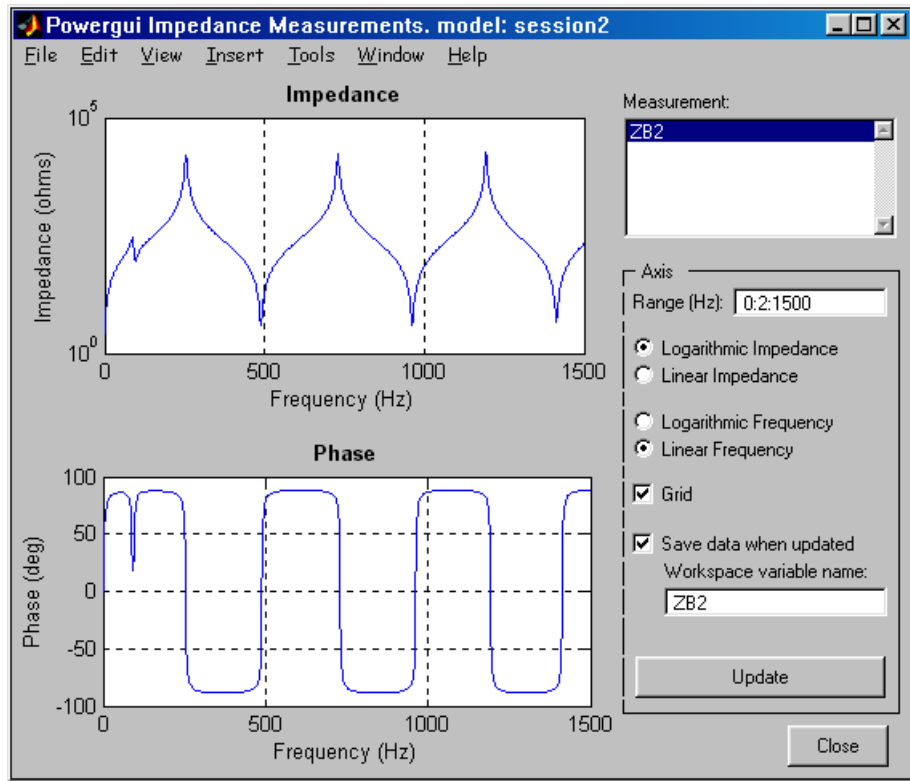 Powergui Impedance Measurements. model: session2
File Edit View Insert Tools Window Help
Impedance
10^5
10^0
Impedance (ohms)
0 500 1000 1500
Frequency (Hz)
Phase
100
50
0
-50
-100
Phase (deg)
0 500 1000 1500
Frequency (Hz)
Measurement:
ZB2
Axis
Range (Hz): 0:2:1500
Logarithmic Impedance
Linear Impedance
Logarithmic Frequency
Linear Frequency
Grid
Save data when updated
Workspace variable name:
ZB2
Update
Close